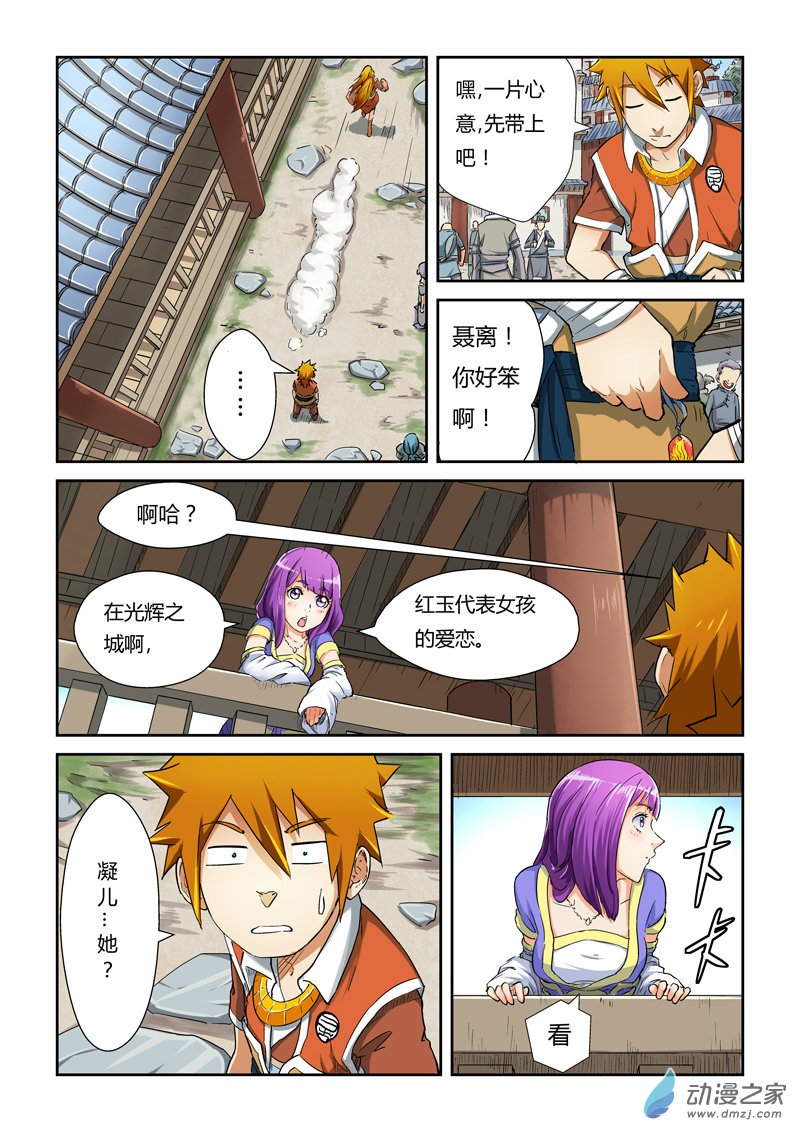 ……
嘿，一片心
意，先带上
吧！
聂离！
你好笨
啊！
啊哈？
在光辉之
城啊，
红玉代表女孩
的爱恋。
凝儿…她？
卡
卡
看
动漫之家
www.dmzj.com